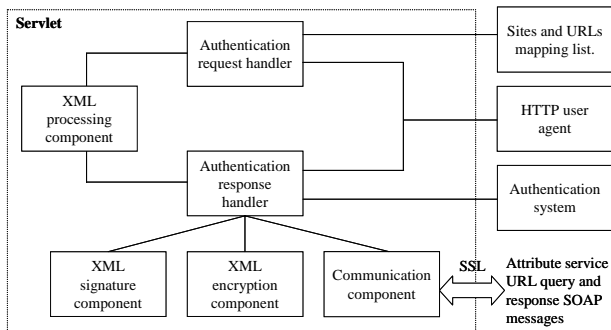 Servlet
Authentication
request handler
Sites and URLs
mapping list.
XML
processing
component
HTTP user
agent
Authentication
response
handler
Authentication
system
XML
signature
component
XML
encryption
component
Communication
component
SSL
Attribute service
URL query and
response SOAP
messages